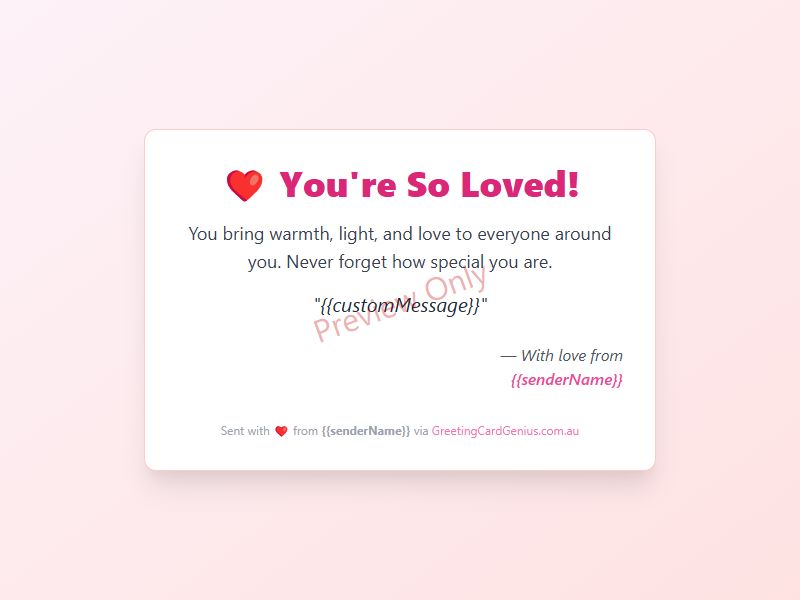 ❤️ You're So Loved!
You bring warmth, light, and love to everyone around
you. Never forget how special you are.
"{{customMessage}}"
Preview Only
— With love from
{{senderName}}
Sent with ❤️ from {{senderName}} via GreetingCardGenius.com.au